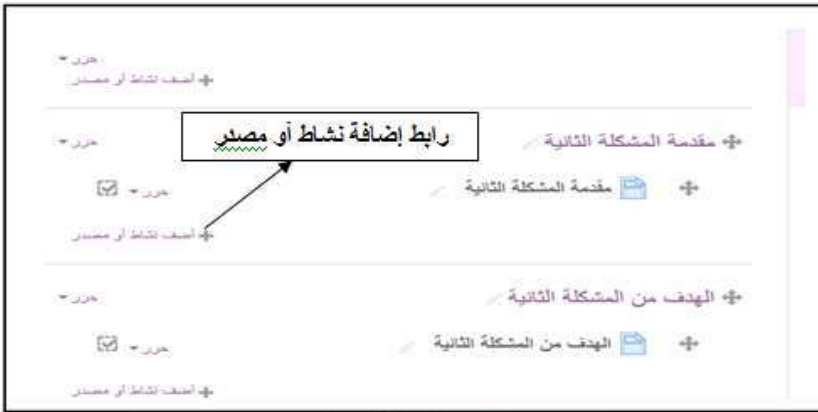 حرر
أضف نشاط أو مصدر
مقدمة المشكلة الثانية
رابط إضافة نشاط أو مصدر
حرر
مقدمة المشكلة الثانية
حرر
أضف نشاط أو مصدر
الهدف من المشكلة الثانية
حرر
الهدف من المشكلة الثانية
حرر
أضف نشاط أو مصدر